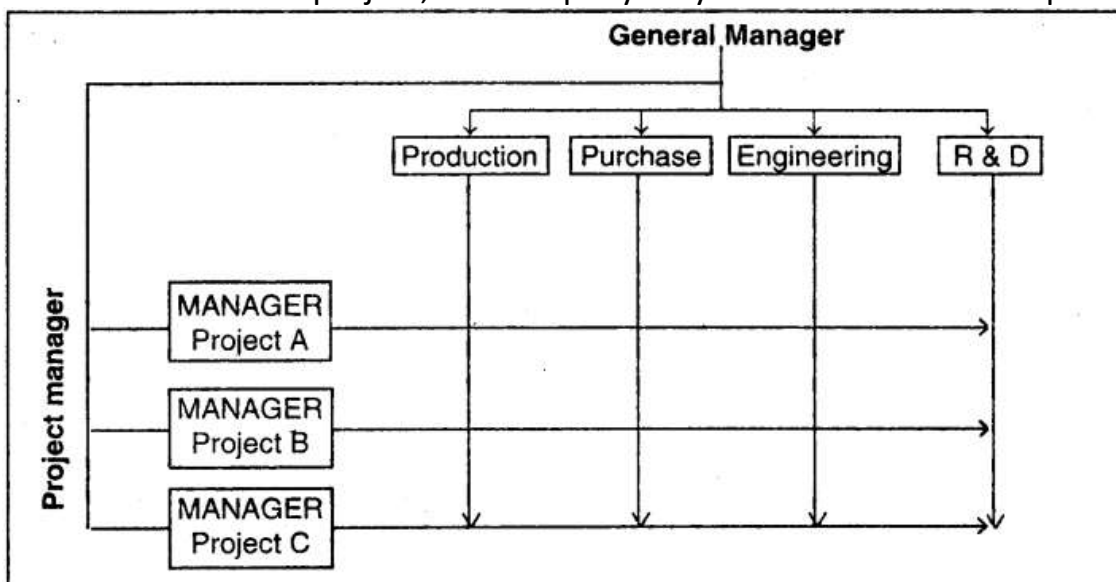 General Manager
Production
Purchase
Engineering
R & D
Project manager
MANAGER
Project A
MANAGER
Project B
MANAGER
Project C